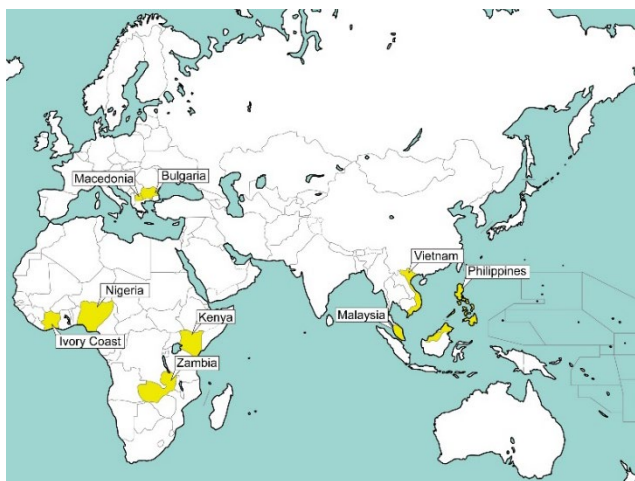 Macedonia
Bulgaria
Vietnam
Philippines
Nigeria
Malaysia
Kenya
Ivory Coast
Zambia